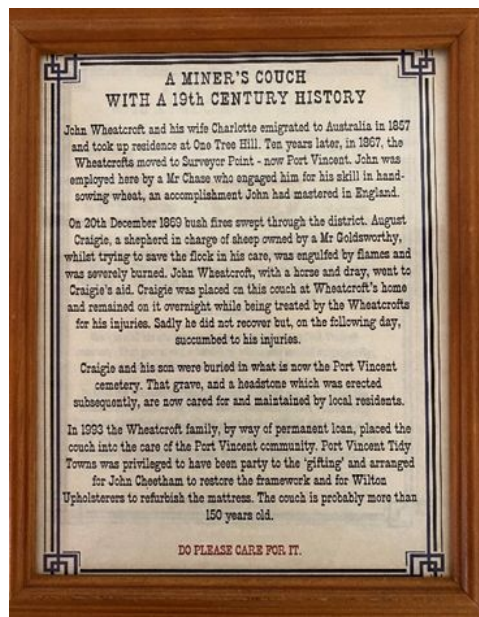 A MINER'S COUCH
WITH A 19th CENTURY HISTORY
John Wheatcroft and his wife Charlotte emigrated to Australia in 1857
and took up residence at One Tree Hill. Ten years later, in 1867, the
Wheatcrofts moved to Surveyor Point - now Port Vincent. John was
employed here by a Mr Chase who engaged him for his skill in hand-
sowing wheat, an accomplishment John had mastered in England.
On 20th December 1869 bush fires swept through the district. August
Craigie, a shepherd in charge of sheep owned by a Mr Goldsworthy,
whilst trying to save the flock in his care, was engulfed by flames and
was severely burned. John Wheatcroft, with a horse and dray, went to
Craigie's aid. Craigie was placed on this couch at Wheatcroft's home
and remained on it overnight while being treated by the Wheatcrofts
for his injuries. Sadly he did not recover but, on the following day,
succumbed to his injuries.
Craigie and his son were buried in what is now the Port Vincent
cemetery. That grave, and a headstone which was erected
subsequently, are now cared for and maintained by local residents.
In 1993 the Wheatcroft family, by way of permanent loan, placed the
couch into the care of the Port Vincent community. Port Vincent Tidy
Towns was privileged to have been party to the 'gifting' and arranged
for John Cheetham to restore the framework and for Wilton
Upholsterers to refurbish the mattress. The couch is probably more than
150 years old.
DO PLEASE CARE FOR IT.